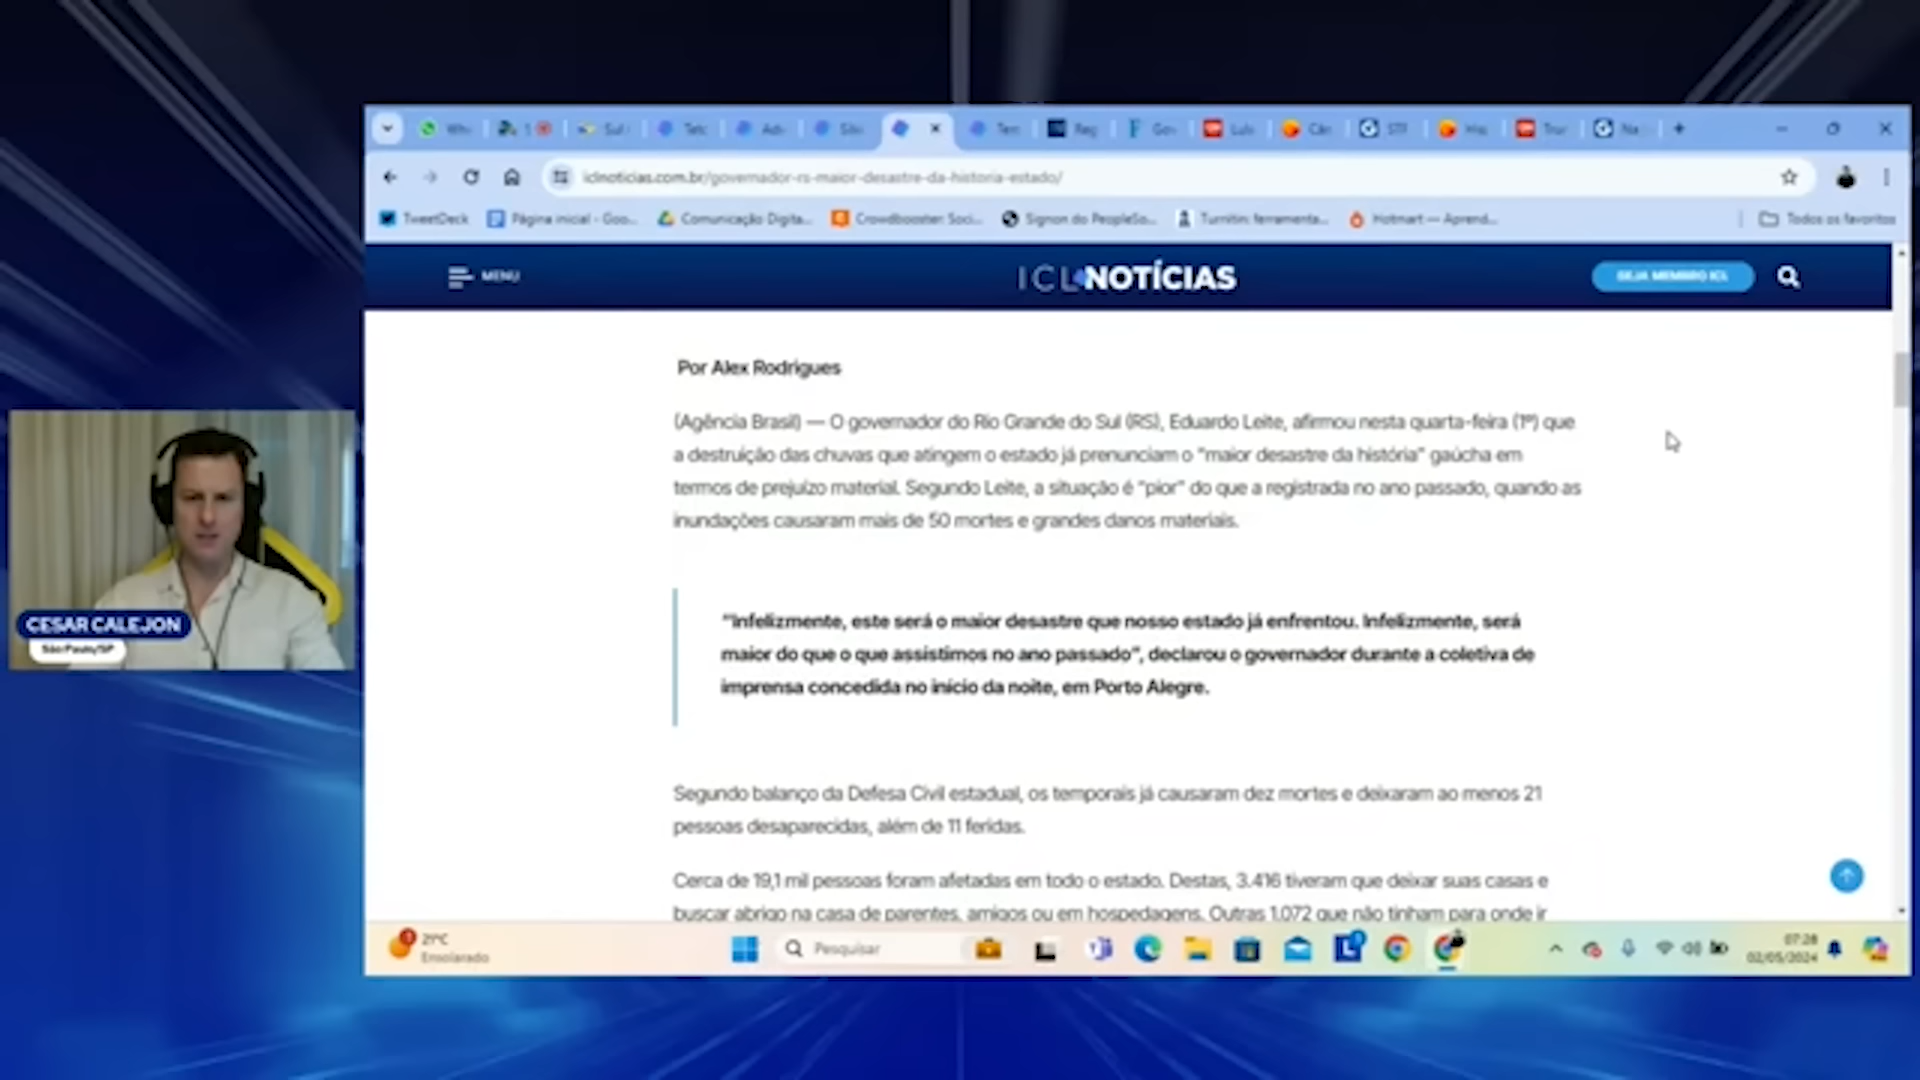 iclnoticias.com.br/governador-rs-maior-desastre-da-historia-estado/
TweetDeck
Página inicial - Goo...
Comunicação Digita...
Crowdbooster: Soci...
Signon do PeopleSo...
Turnitin: ferramenta...
Hotmart — Aprend...
Todos os favoritos
MENU
ICL NOTÍCIAS
SEJA MEMBRO ICL
Por Alex Rodrigues
(Agência Brasil) — O governador do Rio Grande do Sul (RS), Eduardo Leite, afirmou nesta quarta-feira (1º) que
a destruição das chuvas que atingem o estado já prenunciam o “maior desastre da história” gaúcha em
termos de prejuízo material. Segundo Leite, a situação é “pior” do que a registrada no ano passado, quando as
inundações causaram mais de 50 mortes e grandes danos materiais.
“Infelizmente, este será o maior desastre que nosso estado já enfrentou. Infelizmente, será
maior do que o que assistimos no ano passado”, declarou o governador durante a coletiva de
imprensa concedida no início da noite, em Porto Alegre.
Segundo balanço da Defesa Civil estadual, os temporais já causaram dez mortes e deixaram ao menos 21
pessoas desaparecidas, além de 11 feridas.
Cerca de 19,1 mil pessoas foram afetadas em todo o estado. Destas, 3.416 tiveram que deixar suas casas e
buscar abrigo na casa de parentes, amigos ou em hospedagens. Outras 1.072 que não tinham para onde ir
CESAR CALEJON
São Paulo/SP
21°C
Ensolarado
Pesquisar
07:28
02/05/2024